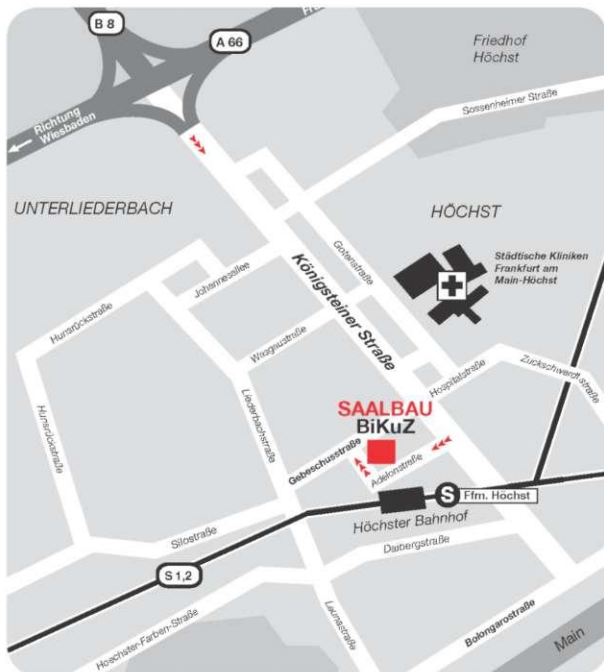 B 8
Fra
A 66
Friedhof
Höchst
Richtung
Wiesbaden
Sossenheimer Straße
UNTERLIEDERBACH
HÖCHST
Gotenstraße
Städtische Kliniken
Frankfurt am
Main-Höchst
Johannesallee
Königsteiner Straße
Hunsrückstraße
Wasgaustraße
Zuckschwerdtstraße
Hospitalstraße
Liederbachstraße
Hunsrückstraße
SAALBAU
BiKuZ
Gebeschusstraße
Adelonstraße
S
Ffm. Höchst
Höchster Bahnhof
Silostraße
Dalbergstraße
S 1,2
Hoechster-Farben-Straße
Leunastraße
Bolongarostraße
Main